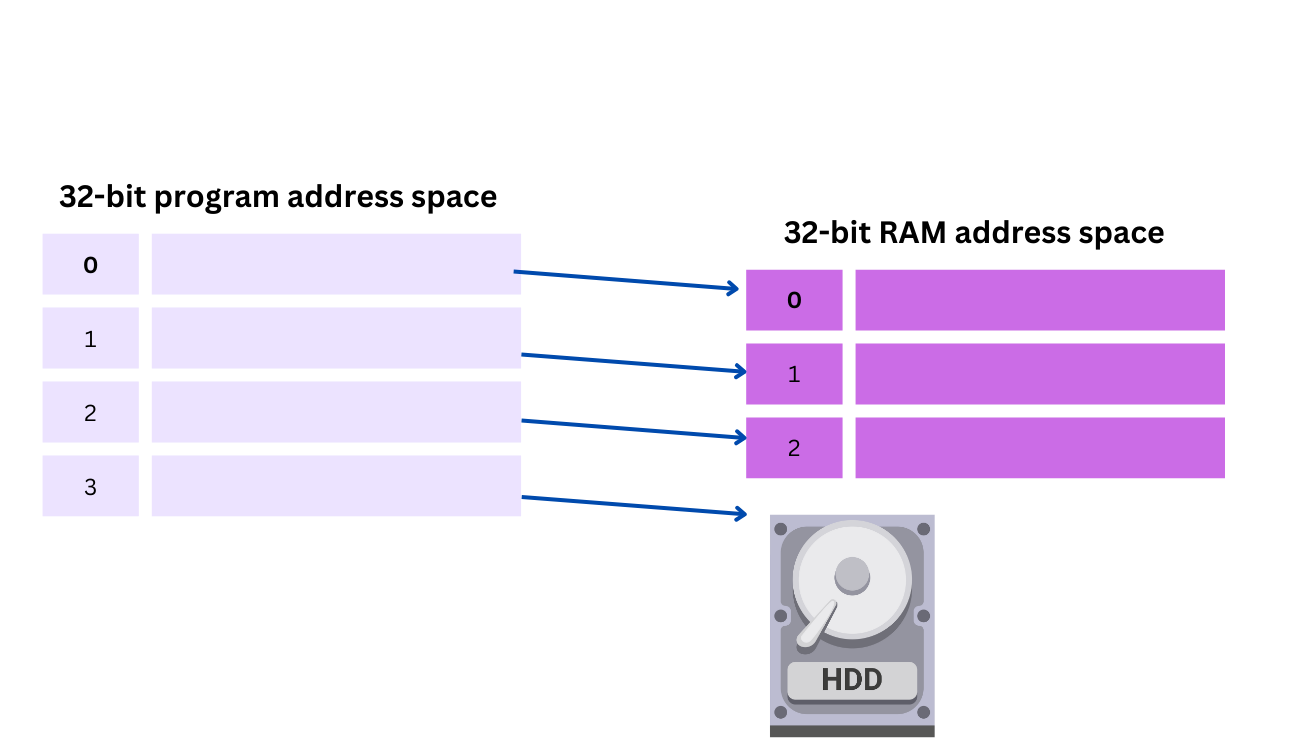 32-bit program address space
0
1
2
3
32-bit RAM address space
0
1
2
HDD